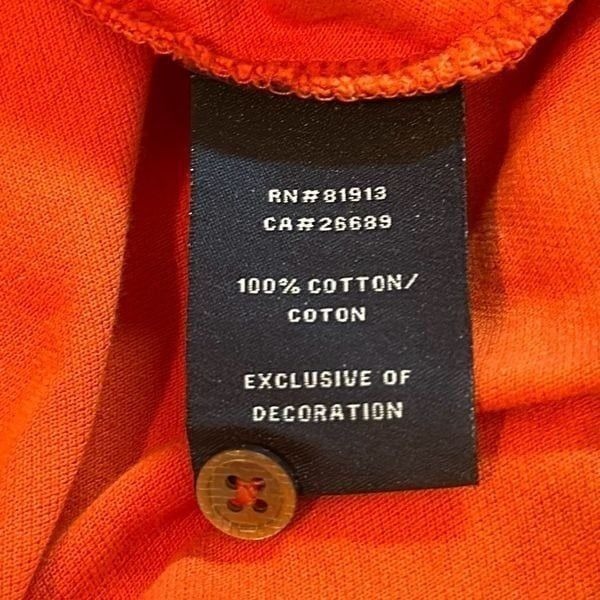 RN#81913
CA#26689
100% COTTON/
COTON
EXCLUSIVE OF
DECORATION